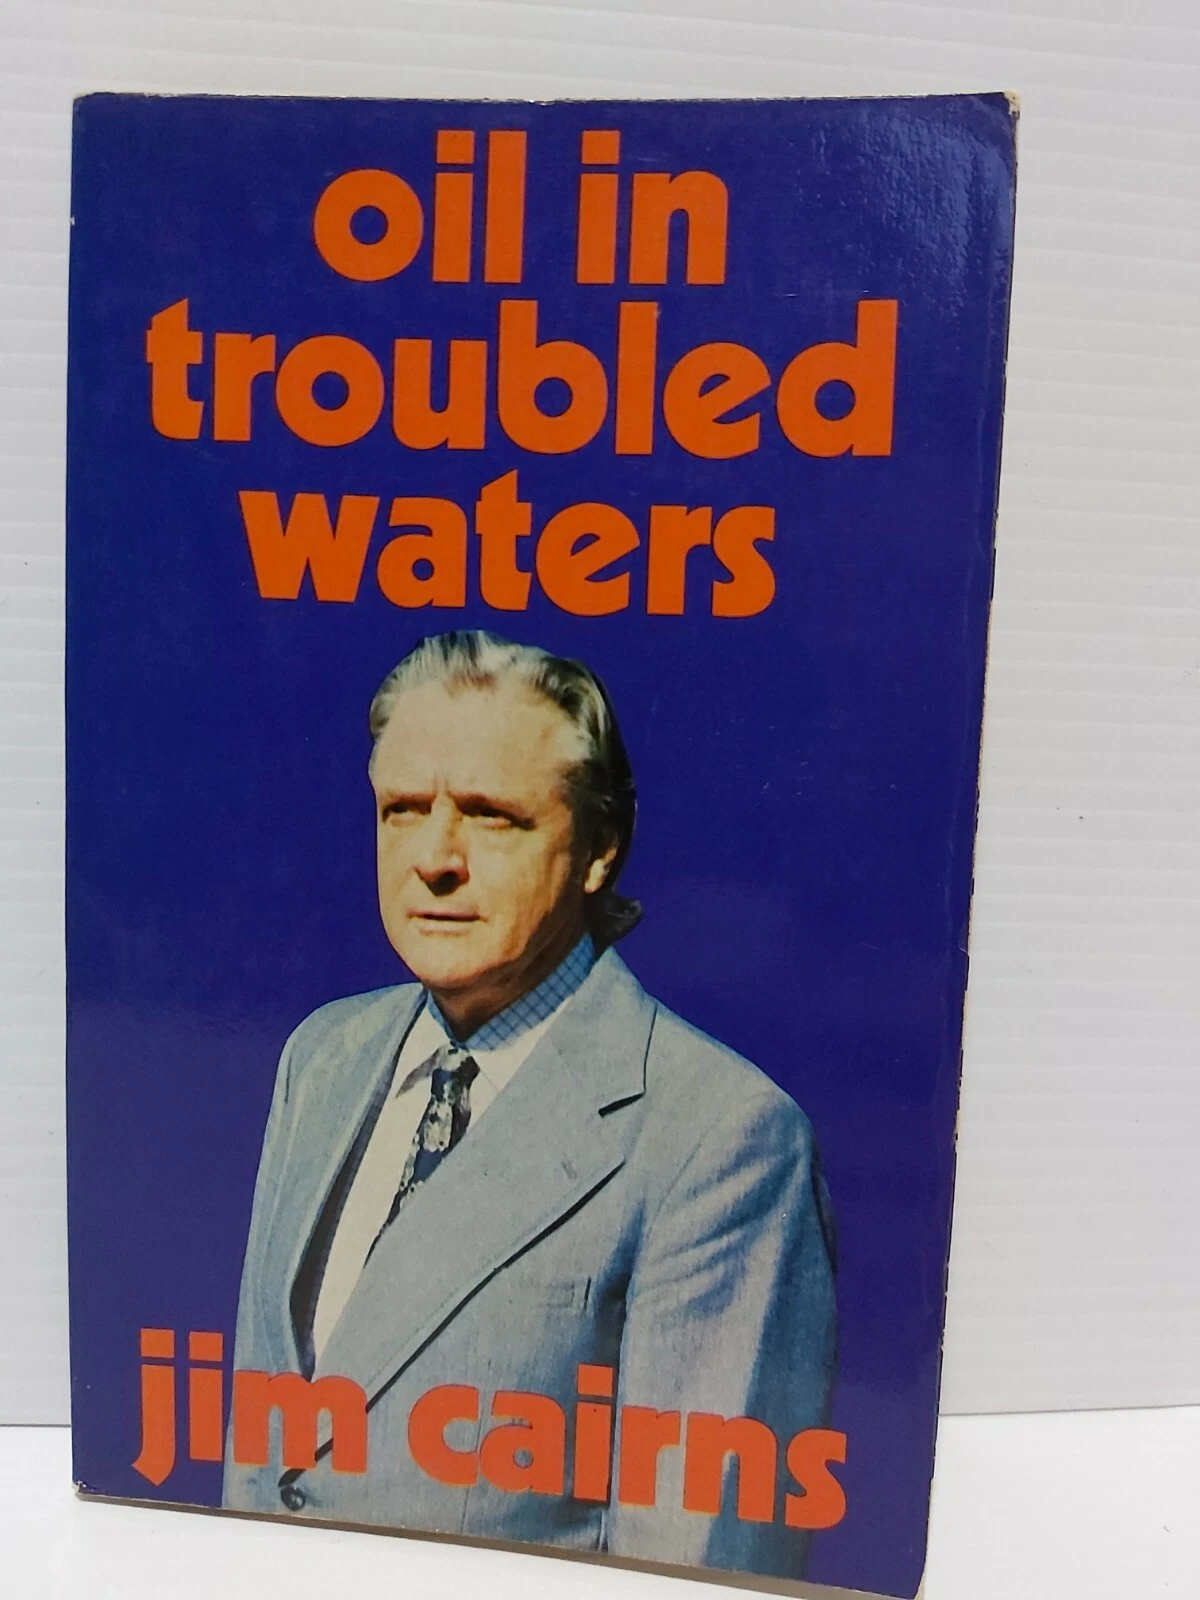 oil in
troubled
waters
jim cairns